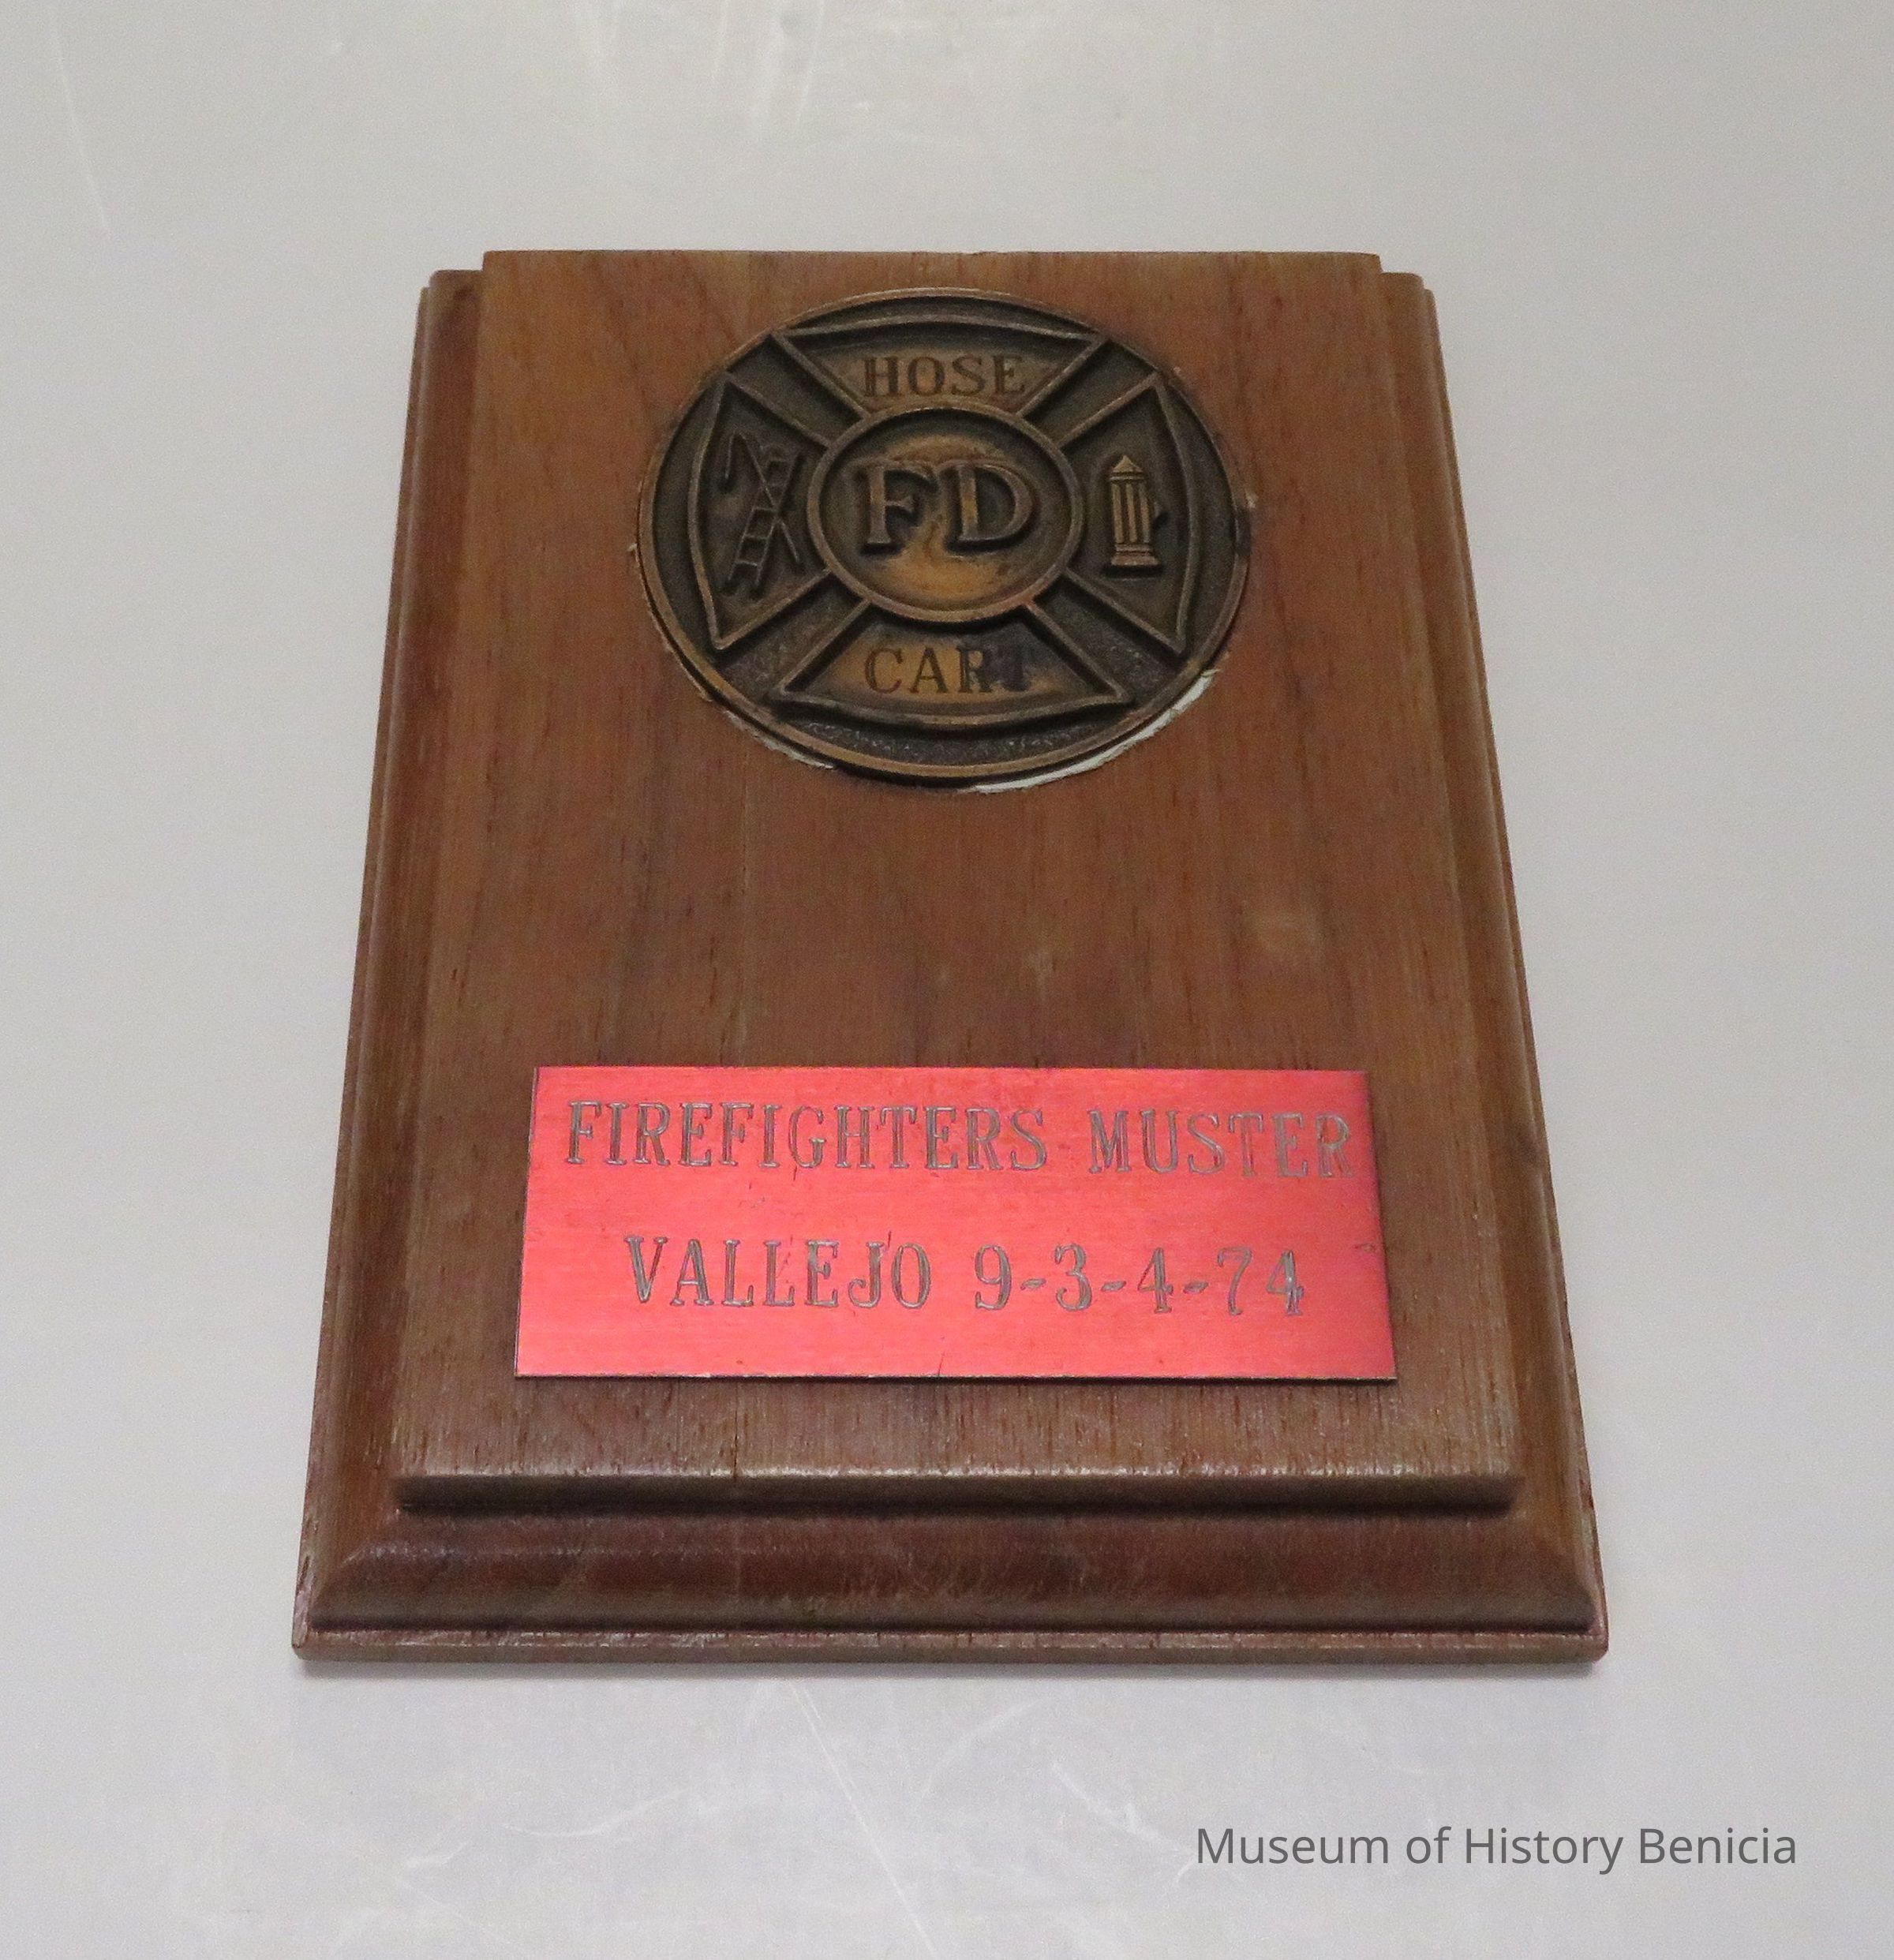 HOSE
FD
CART
FIREFIGHTERS MUSTER
VALLEJO 9-3-4-74
Museum of History Benicia